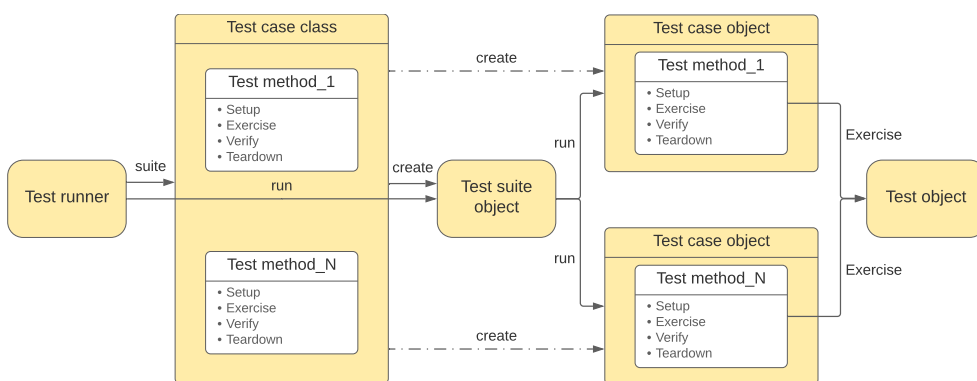 Test runner
suite
run
Test case class
Test method_1
• Setup
• Exercise
• Verify
• Teardown
Test method_N
• Setup
• Exercise
• Verify
• Teardown
create
create
create
Test suite
object
run
run
Test case object
Test method_1
• Setup
• Exercise
• Verify
• Teardown
Test case object
Test method_N
• Setup
• Exercise
• Verify
• Teardown
Exercise
Exercise
Test object